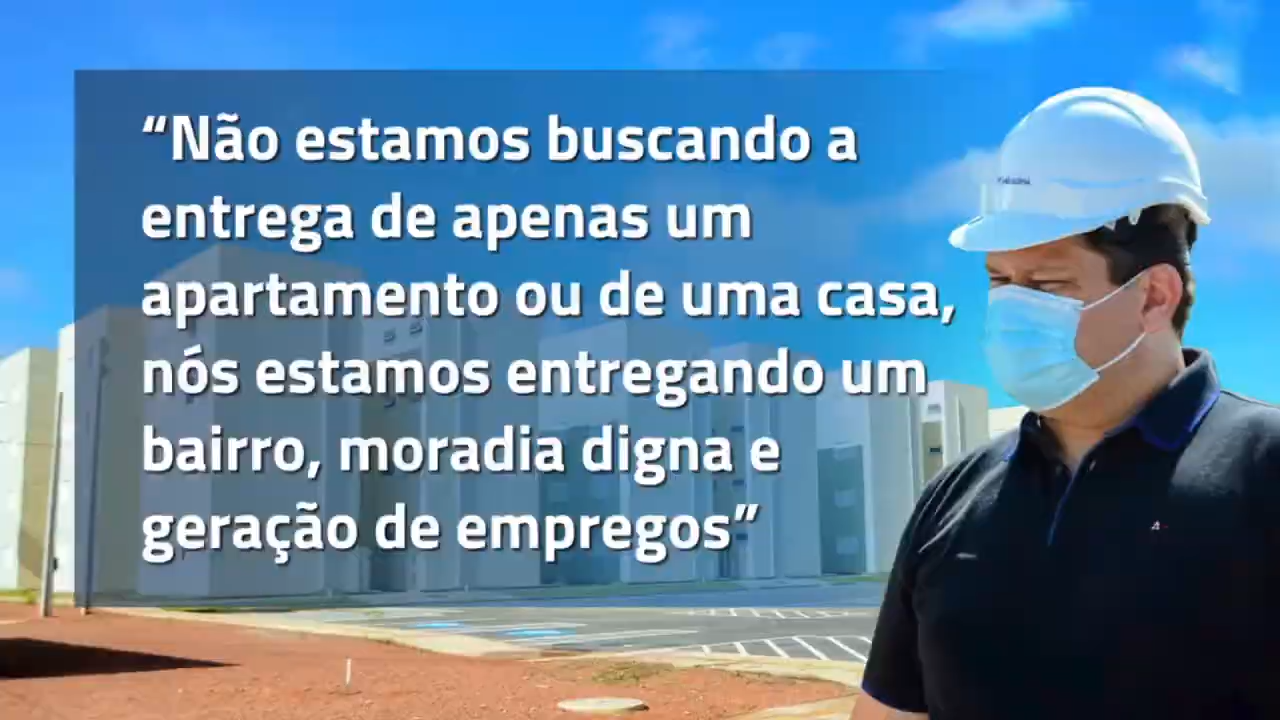 “Não estamos buscando a
entrega de apenas um
apartamento ou de uma casa,
nós estamos entregando um
bairro, moradia digna e
geração de empregos”